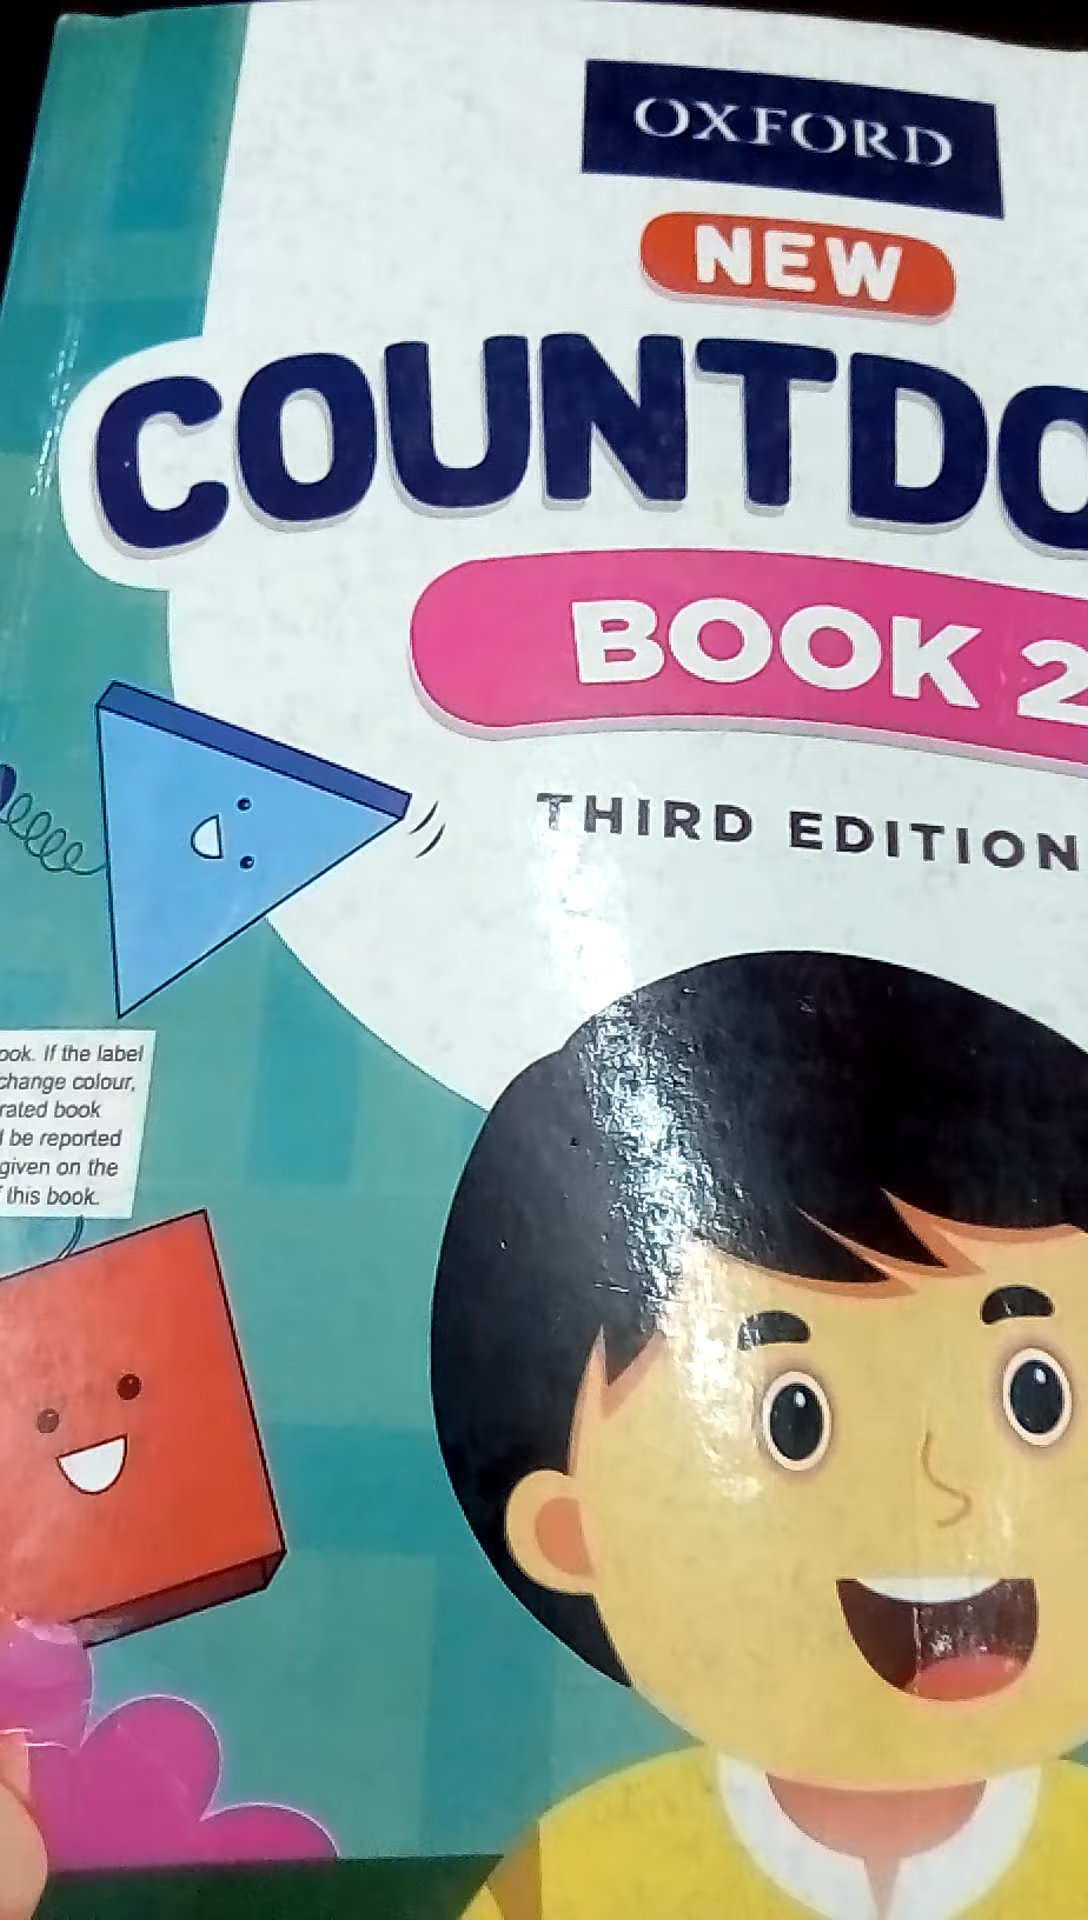 OXFORD
NEW
COUNTDO
BOOK 2
THIRD EDITION
ook. If the label
change colour,
rated book
be reported
given on the
this book.